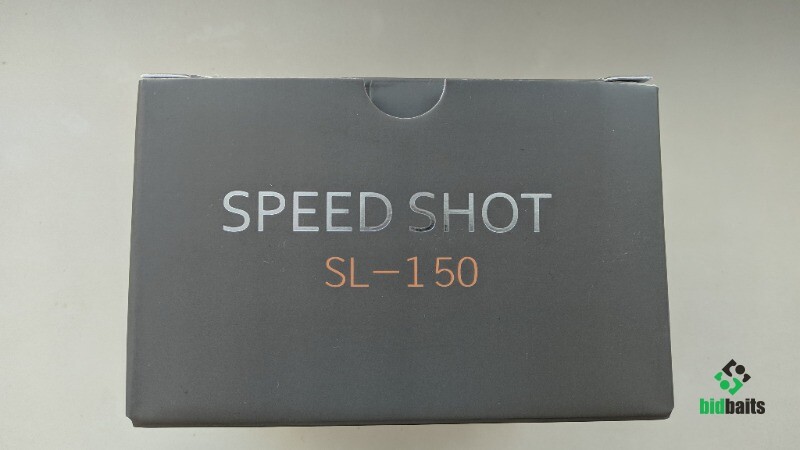 SPEED SHOT
SL-150
bidbaits